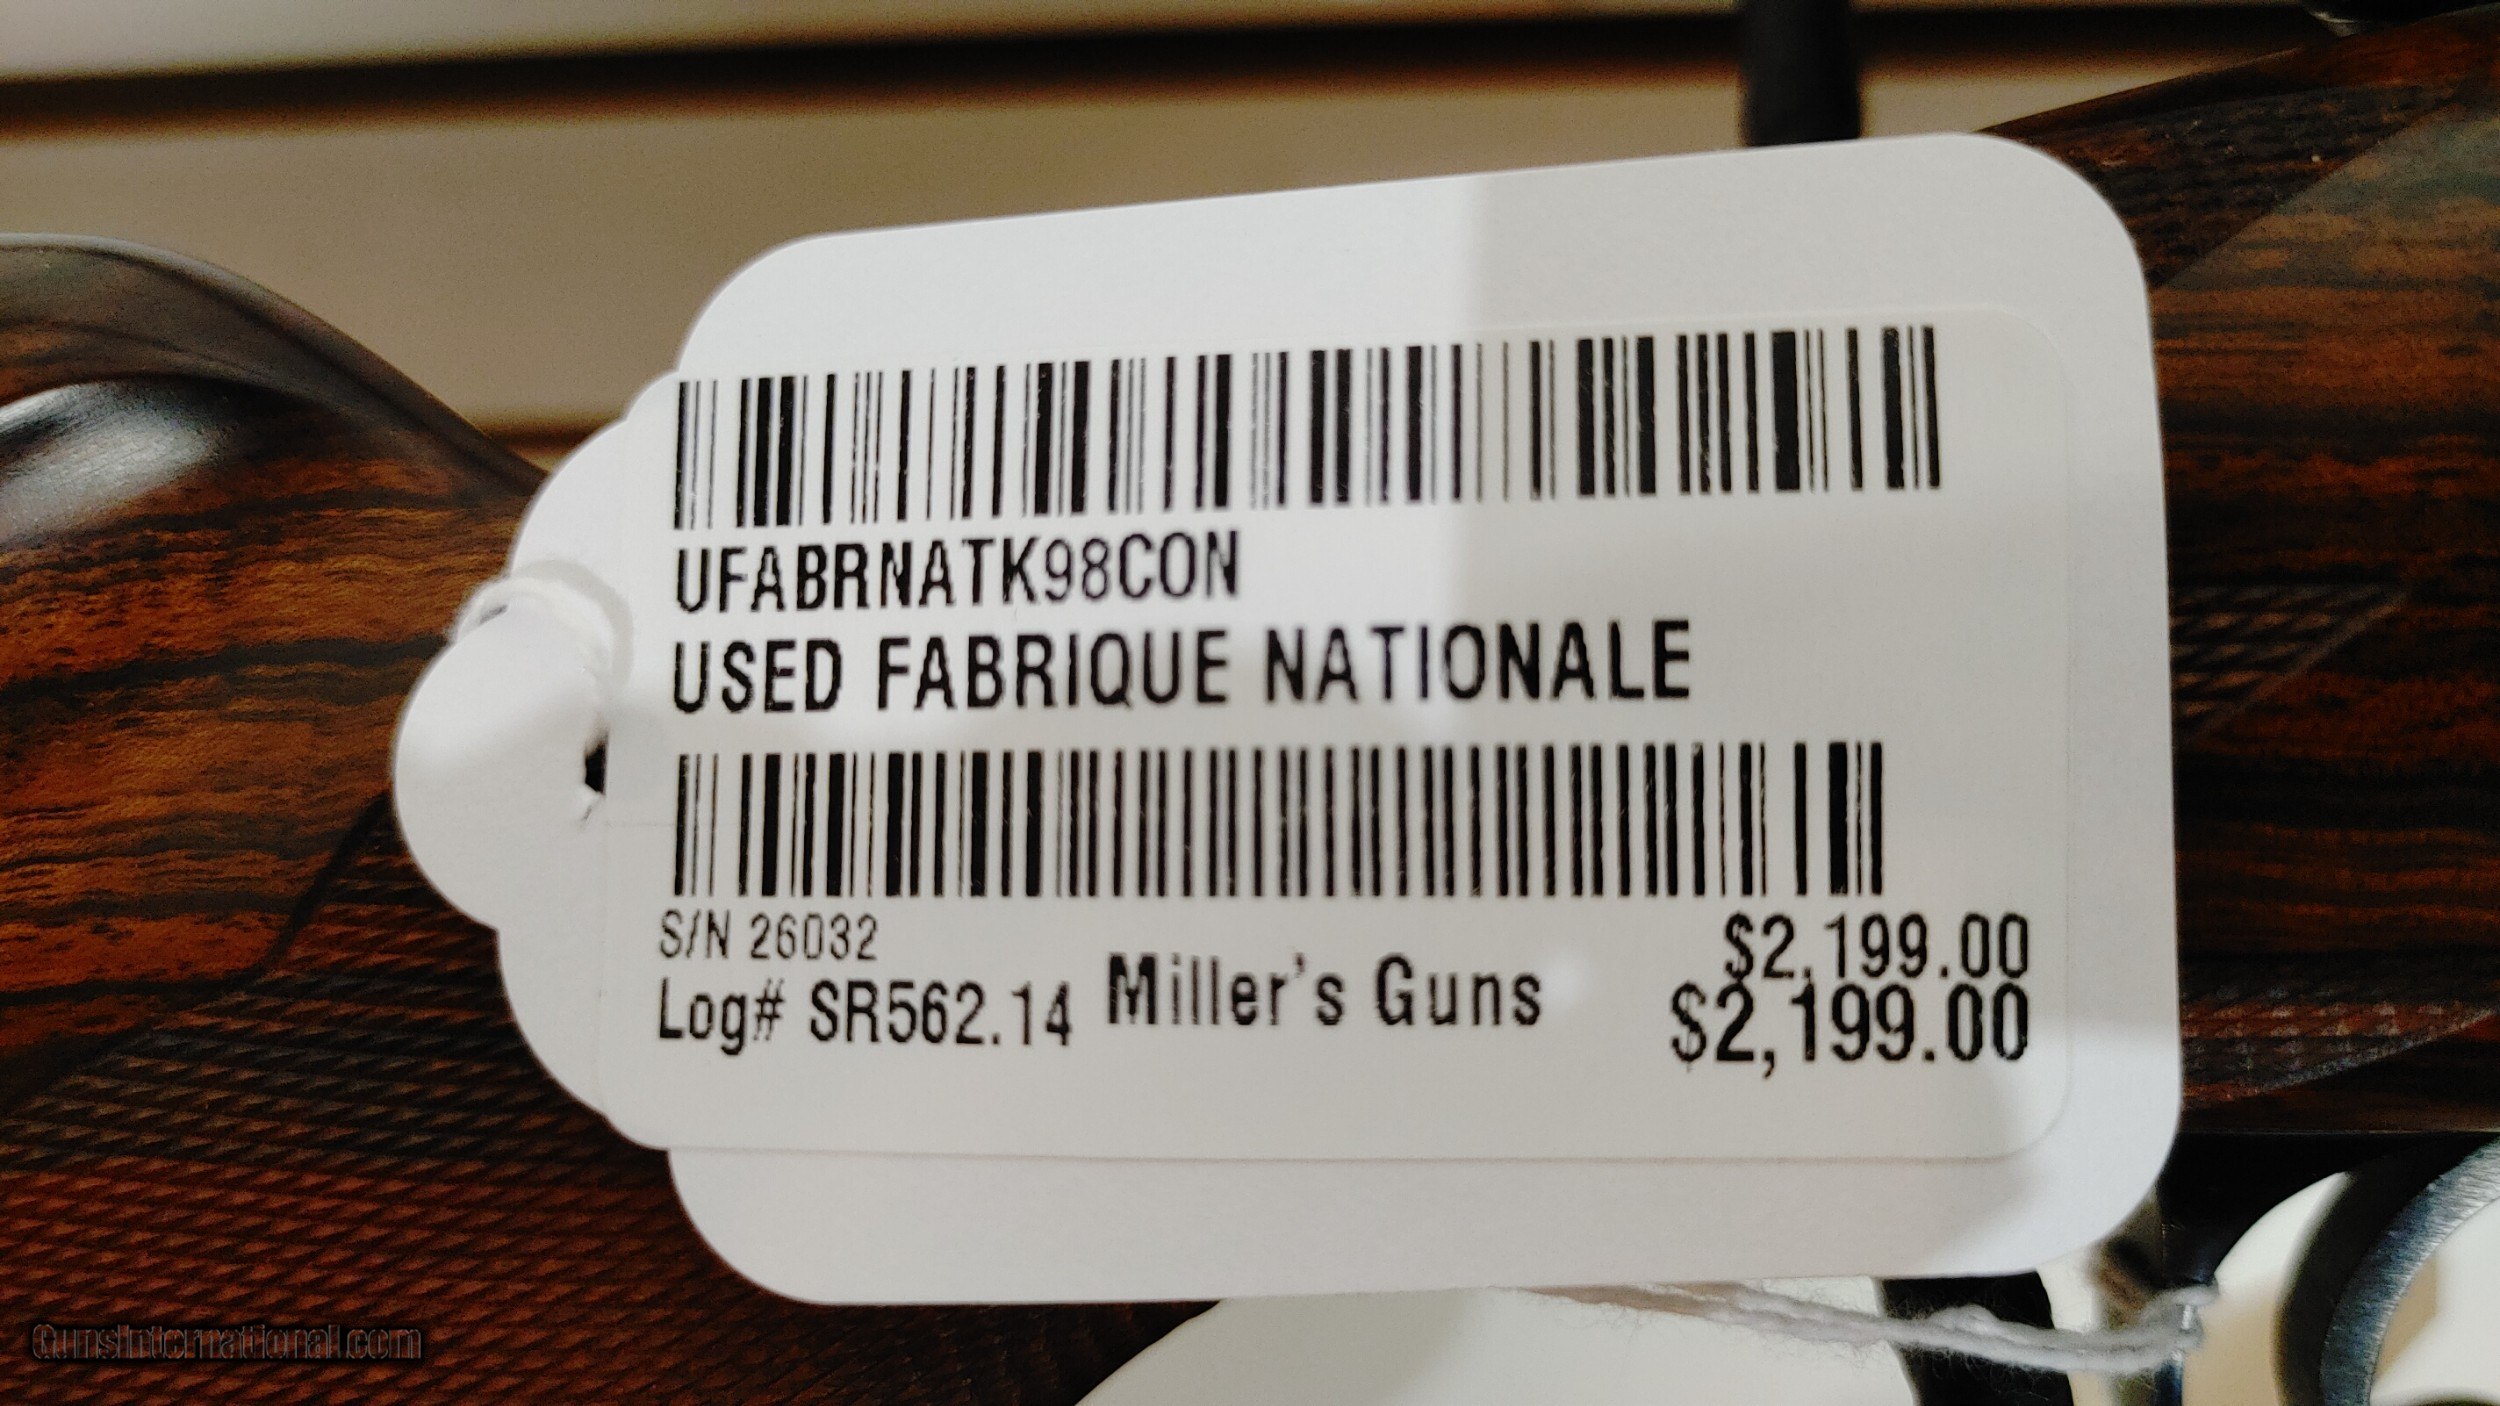 UFABRNATK98CON
USED FABRIQUE NATIONALE
S/N 26032
$2,199.00
Log# SR562.14
Miller's Guns
$2,199.00
GunsInternational.com